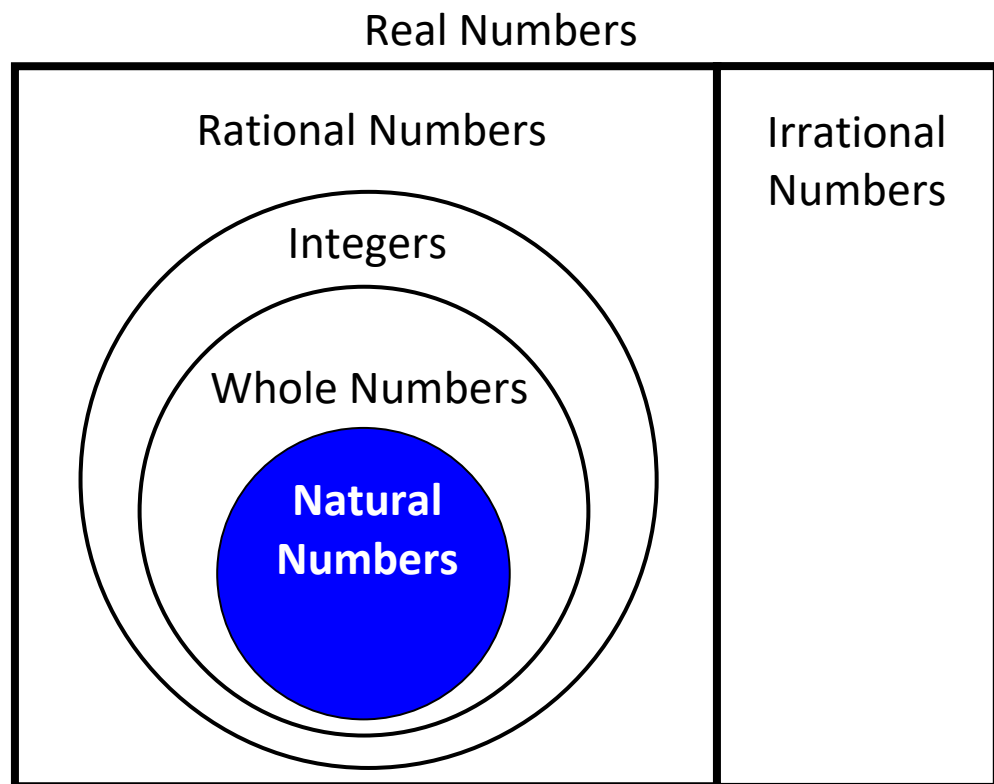 Real Numbers
Rational Numbers
Irrational
Numbers
Integers
Whole Numbers
Natural
Numbers